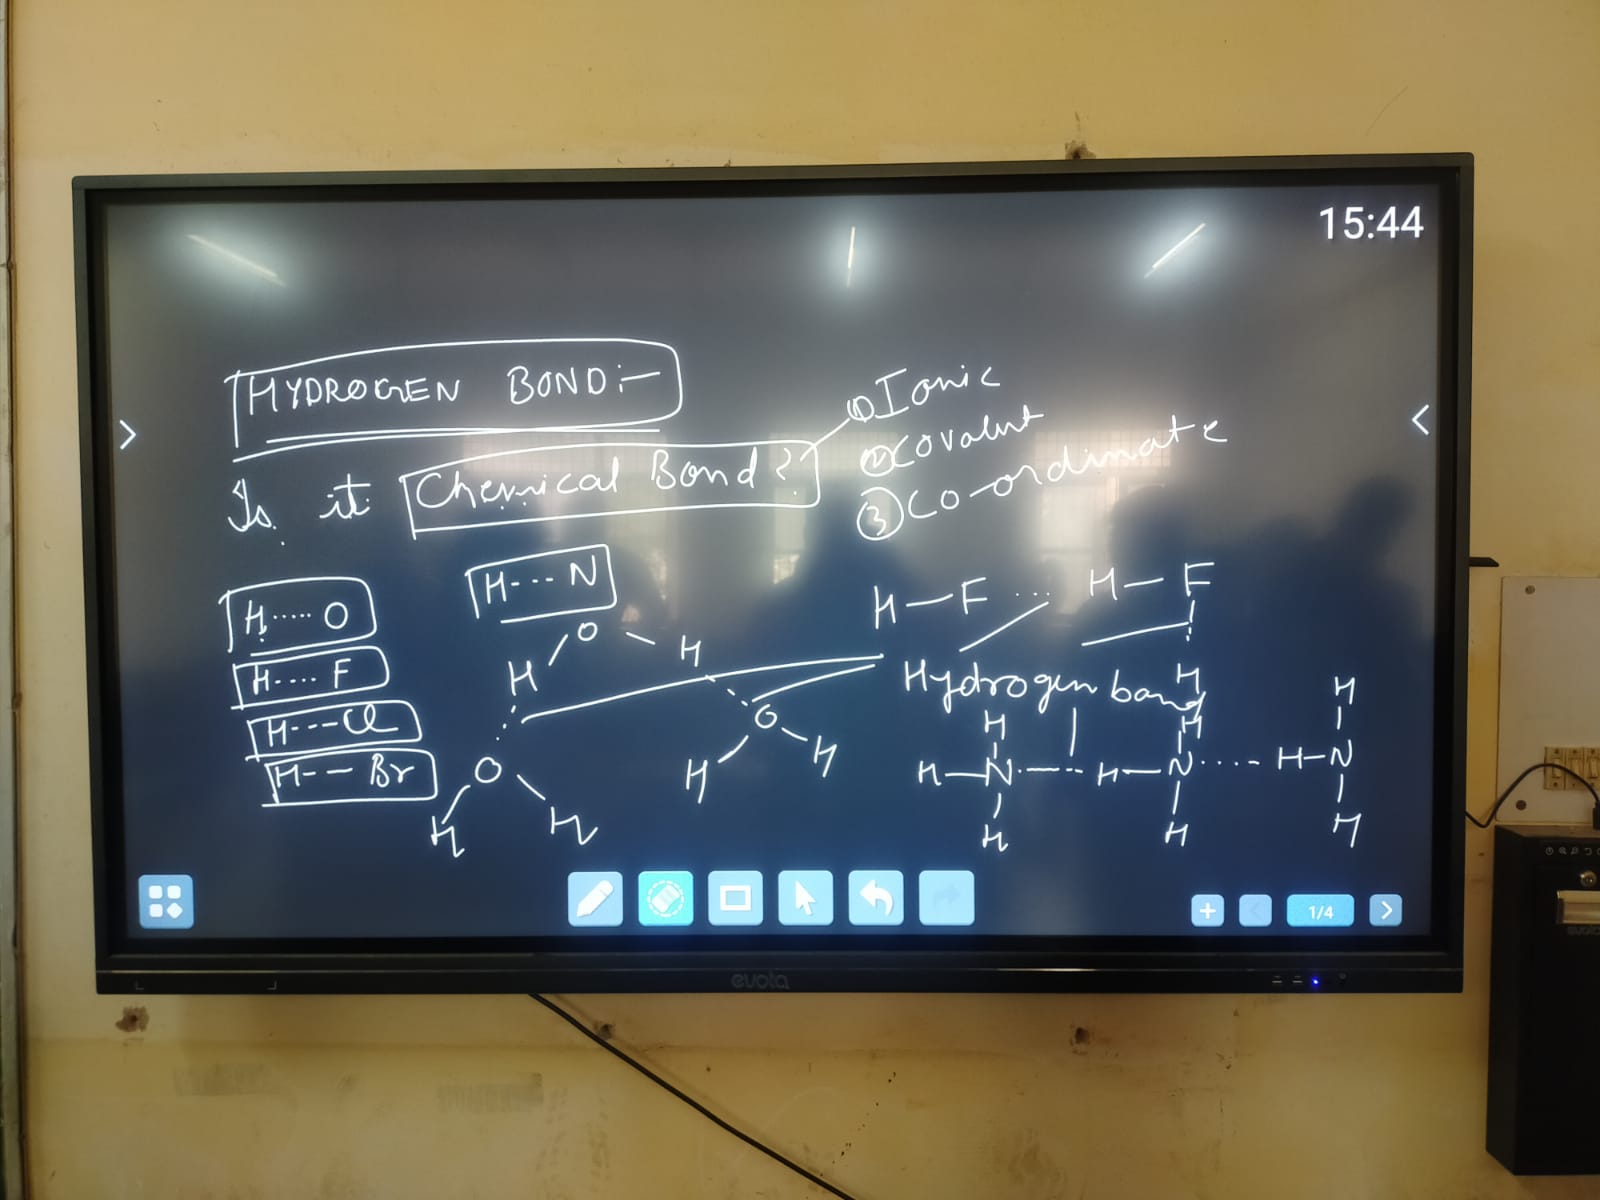 15:44
HYDROGEN BOND:-
Is it Chemical Bond?
① Ionic
② Covalent
③ Co-ordinate
H---N
H.....O
H....F
H---Cl
H--Br
O
H H
O
H H
O
H H
H—F ... H—F
Hydrogen bond
H
H H H
H—N.---H—N....-H—N
H H H
1/4
evota